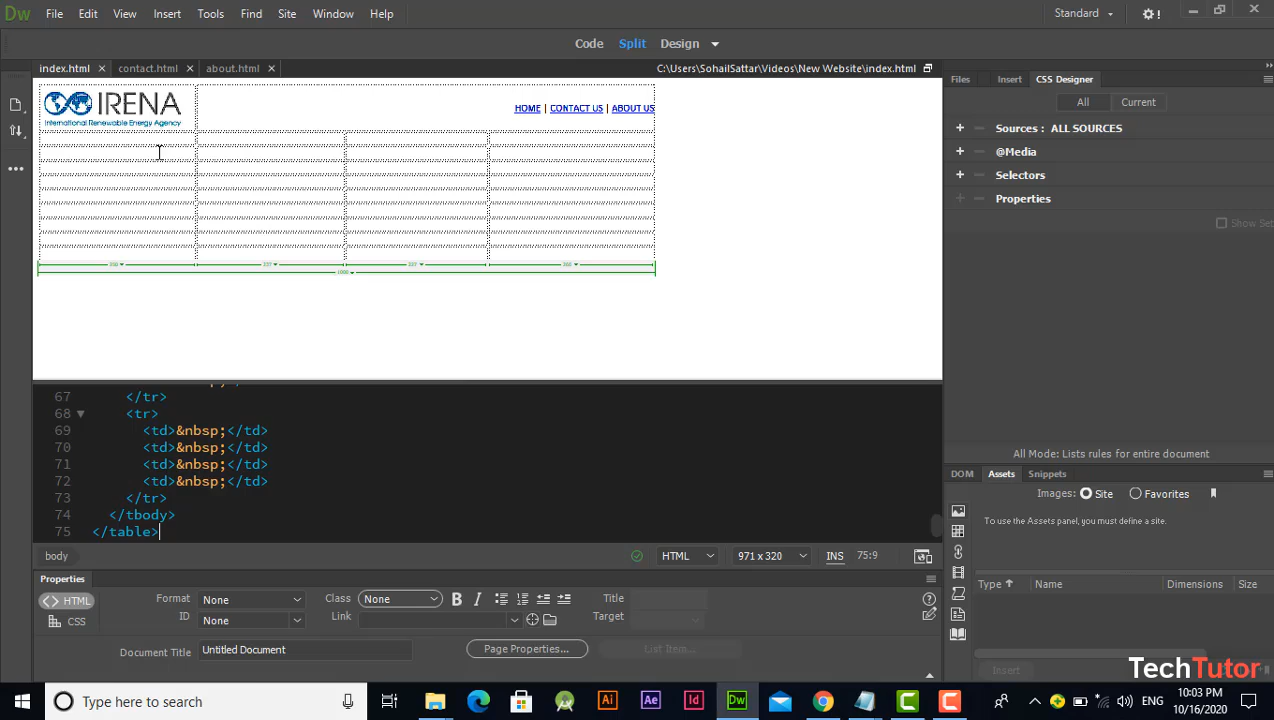 Dw File Edit View Insert Tools Find Site Window Help Standard
Code Split Design
index.html contact.html about.html C:\Users\SohailSattar\Videos\New Website\index.html
Files Insert CSS Designer
IRENA
International Renewable Energy Agency
HOME | CONTACT US | ABOUT US
All Current
Sources : ALL SOURCES
@Media
Selectors
Properties
Show Set
1000
67 </tr>
68 <tr>
69 <td>&nbsp;</td>
70 <td>&nbsp;</td>
71 <td>&nbsp;</td>
72 <td>&nbsp;</td>
73 </tr>
74 </tbody>
75 </table>
All Mode: Lists rules for entire document
DOM Assets Snippets
Images: Site Favorites
To use the Assets panel, you must define a site.
body HTML 971 x 320 INS 75:9
Type Name Dimensions Size
Properties
HTML Format None Class None B I Title
CSS ID None Link Target
Document Title Untitled Document Page Properties... List Item...
Insert
TechTutor
Type here to search Ai Ae Id Dw ENG 10:03 PM
10/16/2020